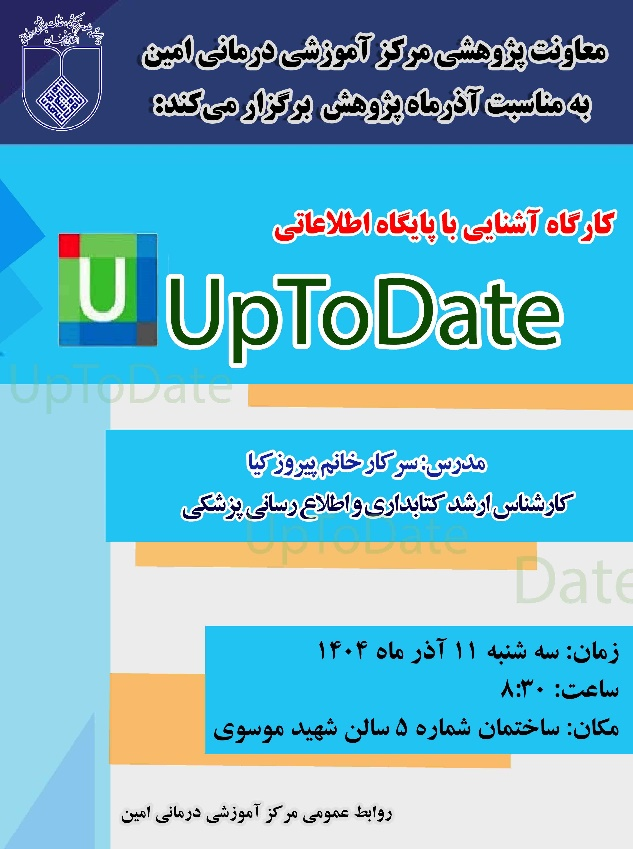 معاونت پژوهشی مرکز آموزشی درمانی امین
به مناسبت آذرماه پژوهش برگزار می‌کند:
کارگاه آشنایی با پایگاه اطلاعاتی
U
UpToDate
UpToDate
مدرس: سرکار خانم پیروزکیا
کارشناس ارشد کتابداری و اطلاع رسانی پزشکی
UpToDate
Date
زمان: سه شنبه ۱۱ آذر ماه ۱۴۰۴
ساعت: ۸:۳۰
مکان: ساختمان شماره ۵ سالن شهید موسوی
روابط عمومی مرکز آموزشی درمانی امین